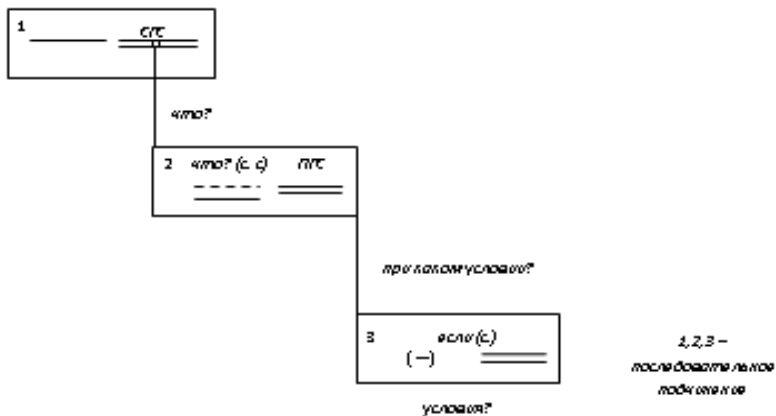 1 СГС
что?
2 что? (с. с) ПГС
при каком условии?
3 если (с.)
( — )
1,2,3 –
последовательное
подчинение
условия?